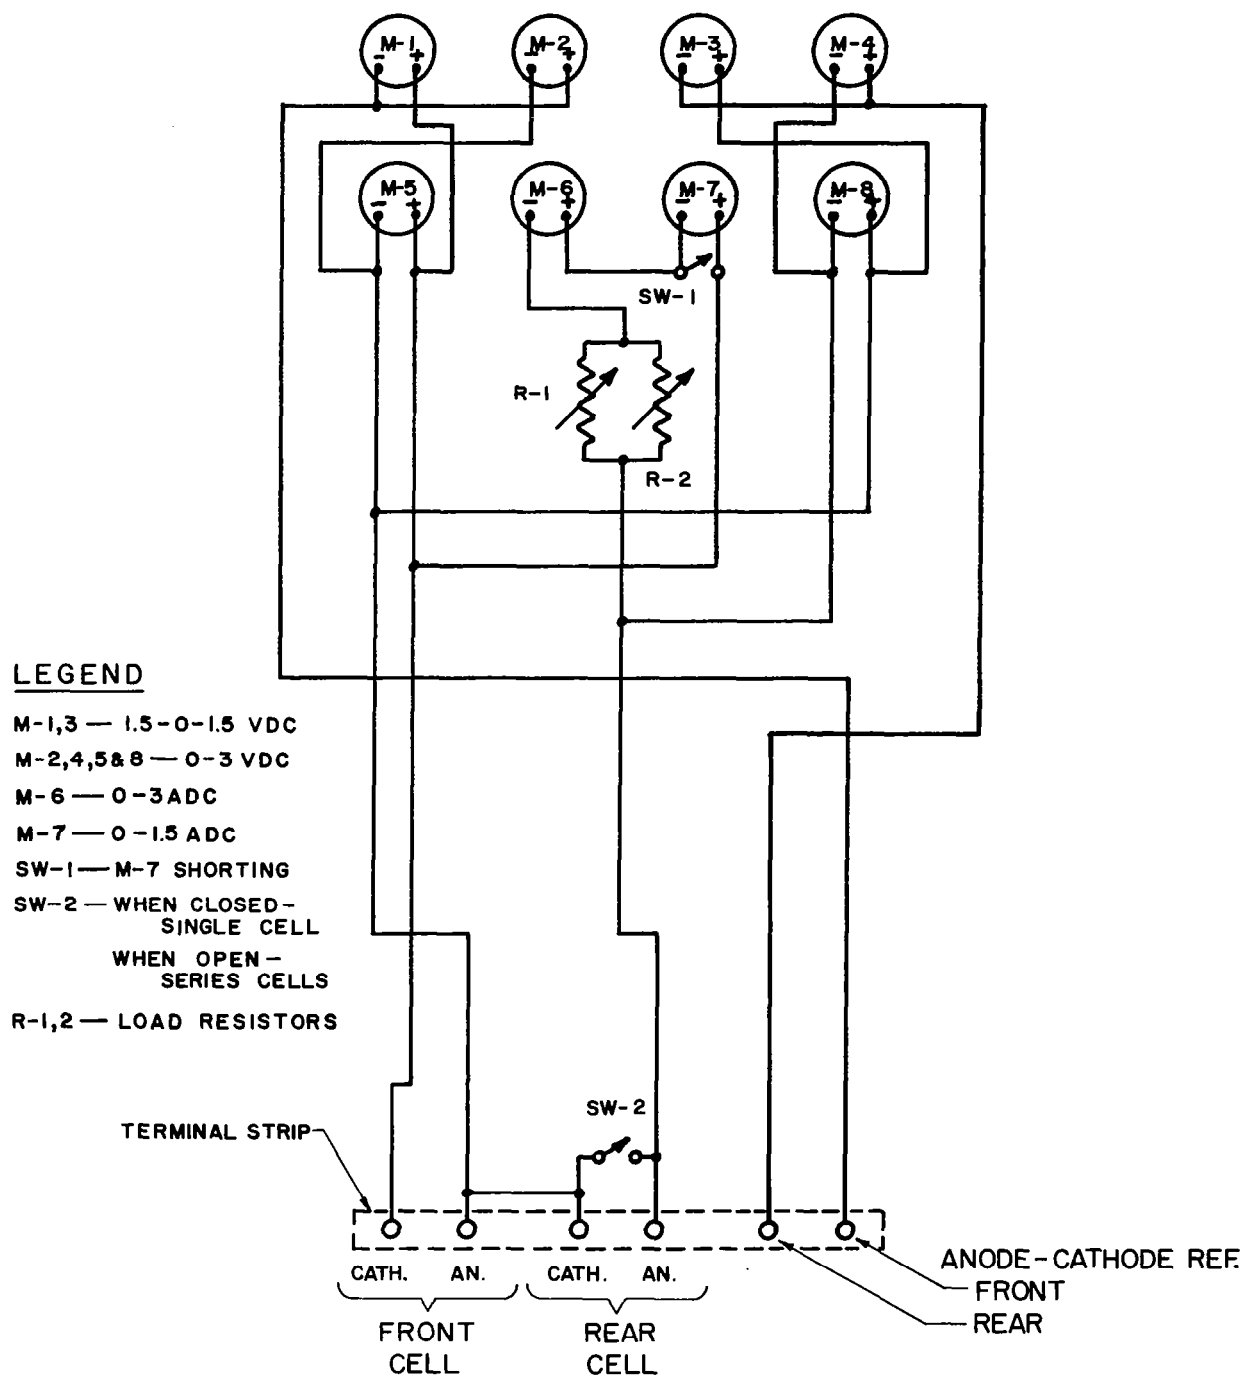 M-1
M-2
M-3
M-4
- +
- +
- +
- +
M-5
M-6
M-7
M-8
- +
- +
- +
- +
SW-1
R-1
R-2
LEGEND
M-1,3 — 1.5-0-1.5 VDC
M-2,4,5&8 — 0-3 VDC
M-6 — 0-3 ADC
M-7 — 0-1.5 ADC
SW-1 — M-7 SHORTING
SW-2 — WHEN CLOSED-
SINGLE CELL
WHEN OPEN-
SERIES CELLS
R-1,2 — LOAD RESISTORS
SW-2
TERMINAL STRIP
CATH.
AN.
CATH.
AN.
ANODE-CATHODE REF.
FRONT
REAR
FRONT
CELL
REAR
CELL